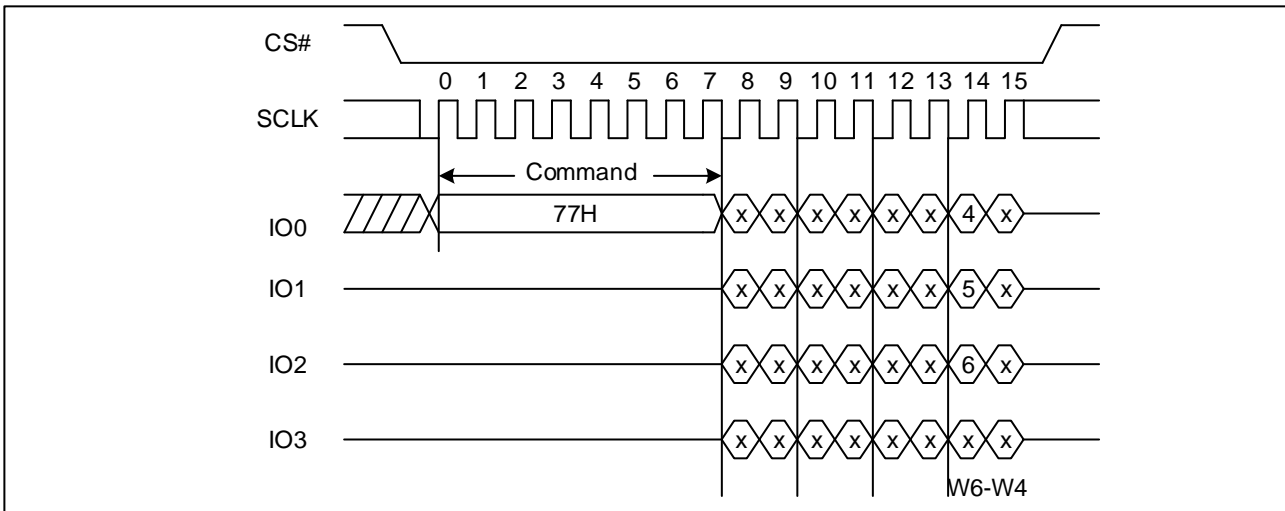 CS#
0 1 2 3 4 5 6 7 8 9 10 11 12 13 14 15
SCLK
Command
IO0 77H x x x x x x 4 x
IO1 x x x x x x 5 x
IO2 x x x x x x 6 x
IO3 x x x x x x x x
W6-W4